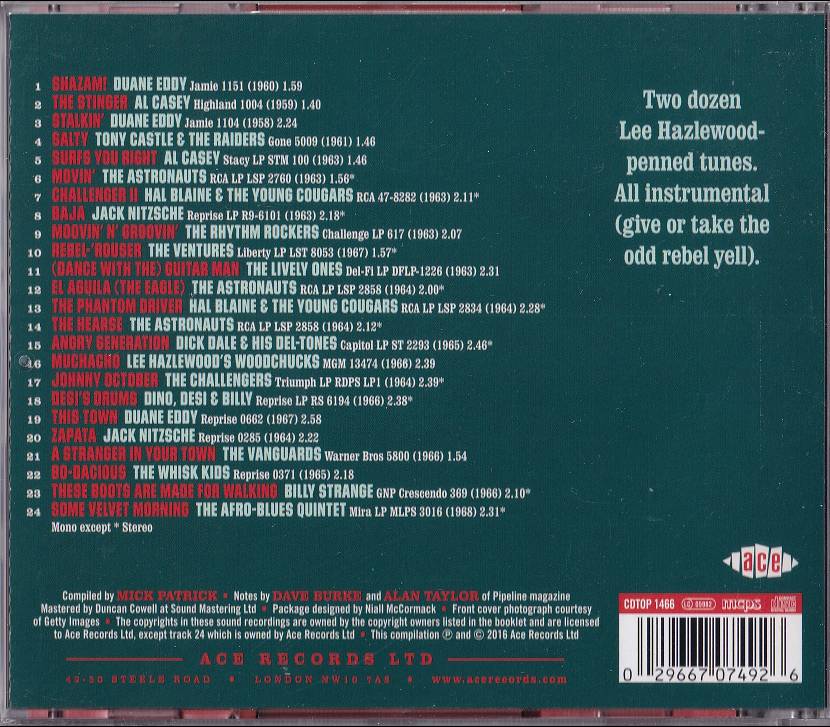 1 SHAZAM! DUANE EDDY Jamie 1151 (1960) 1.59
2 THE STINGER AL CASEY Highland 1004 (1959) 1.40
3 STALKIN' DUANE EDDY Jamie 1104 (1958) 2.24
4 SALTY TONY CASTLE & THE RAIDERS Gone 5009 (1961) 1.46
5 SURFS YOU RIGHT AL CASEY Stacy LP STM 100 (1963) 1.46
6 MOVIN' THE ASTRONAUTS RCA LP LSP 2760 (1963) 1.56*
7 CHALLENGER II HAL BLAINE & THE YOUNG COUGARS RCA 47-8282 (1963) 2.11*
8 BAJA JACK NITZSCHE Reprise LP R9-6101 (1963) 2.18*
9 MOOVIN' N' GROOVIN' THE RHYTHM ROCKERS Challenge LP 617 (1963) 2.07
10 REBEL-'ROUSER THE VENTURES Liberty LP LST 8053 (1967) 1.57*
11 (DANCE WITH THE) GUITAR MAN THE LIVELY ONES Del-Fi LP DFLP-1226 (1963) 2.31
12 EL AGUILA (THE EAGLE) THE ASTRONAUTS RCA LP LSP 2858 (1964) 2.00*
13 THE PHANTOM DRIVER HAL BLAINE & THE YOUNG COUGARS RCA LP LSP 2834 (1964) 2.28*
14 THE HEARSE THE ASTRONAUTS RCA LP LSP 2858 (1964) 2.12*
15 ANGRY GENERATION DICK DALE & HIS DEL-TONES Capitol LP ST 2293 (1965) 2.46*
16 MUCHACHO LEE HAZLEWOOD'S WOODCHUCKS MGM 13474 (1966) 2.39
17 JOHNNY OCTOBER THE CHALLENGERS Triumph LP RDPS LP1 (1964) 2.39*
18 DESI'S DRUMS DINO, DESI & BILLY Reprise LP RS 6194 (1966) 2.38*
19 THIS TOWN DUANE EDDY Reprise 0662 (1967) 2.58
20 ZAPATA JACK NITZSCHE Reprise 0285 (1964) 2.22
21 A STRANGER IN YOUR TOWN THE VANGUARDS Warner Bros 5800 (1966) 1.54
22 BO-DACIOUS THE WHISK KIDS Reprise 0371 (1965) 2.18
23 THESE BOOTS ARE MADE FOR WALKING BILLY STRANGE GNP Crescendo 369 (1966) 2.10*
24 SOME VELVET MORNING THE AFRO-BLUES QUINTET Mira LP MLPS 3016 (1968) 2.31*
Mono except * Stereo
Two dozen
Lee Hazlewood-
penned tunes.
All instrumental
(give or take the
odd rebel yell).
ace
Compiled by MICK PATRICK • Notes by DAVE BURKE and ALAN TAYLOR of Pipeline magazine
Mastered by Duncan Cowell at Sound Mastering Ltd • Package designed by Niall McCormack • Front cover photograph courtesy
of Getty Images • The copyrights in these sound recordings are owned by the copyright owners listed in the booklet and are licensed
to Ace Records Ltd, except track 24 which is owned by Ace Records Ltd • This compilation ℗ and © 2016 Ace Records Ltd
ACE RECORDS LTD
42-50 STEELE ROAD • LONDON NW10 7AS • www.acerecords.com
CDTOP 1466 mcps
0 29667 07492 6